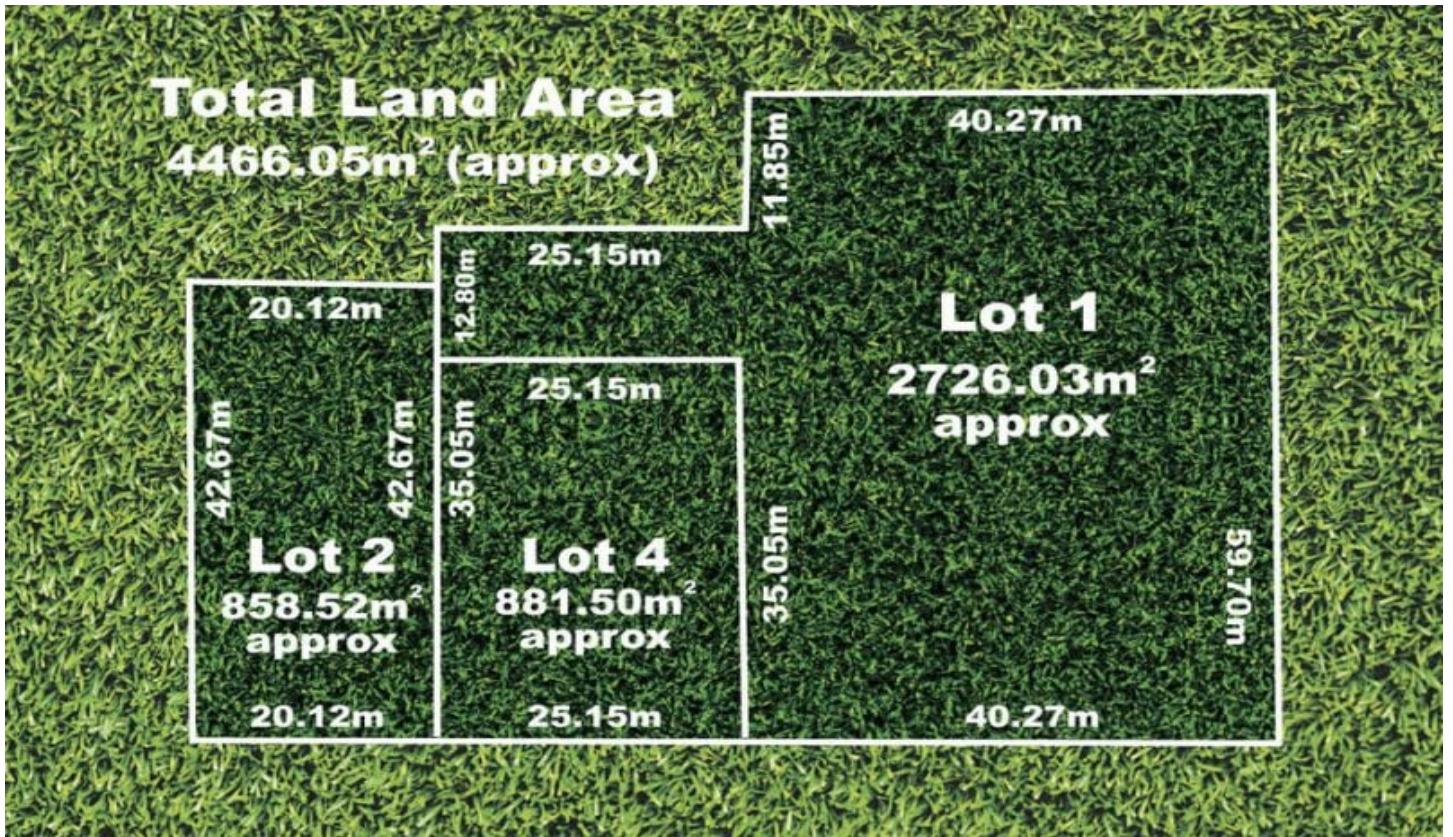 Total Land Area
4466.05m² (approx)
40.27m
11.85m
25.15m
12.80m
20.12m
Lot 1
2726.03m²
approx
25.15m
42.67m
42.67m
35.05m
35.05m
59.70m
Lot 2
858.52m²
approx
Lot 4
881.50m²
approx
20.12m
25.15m
40.27m